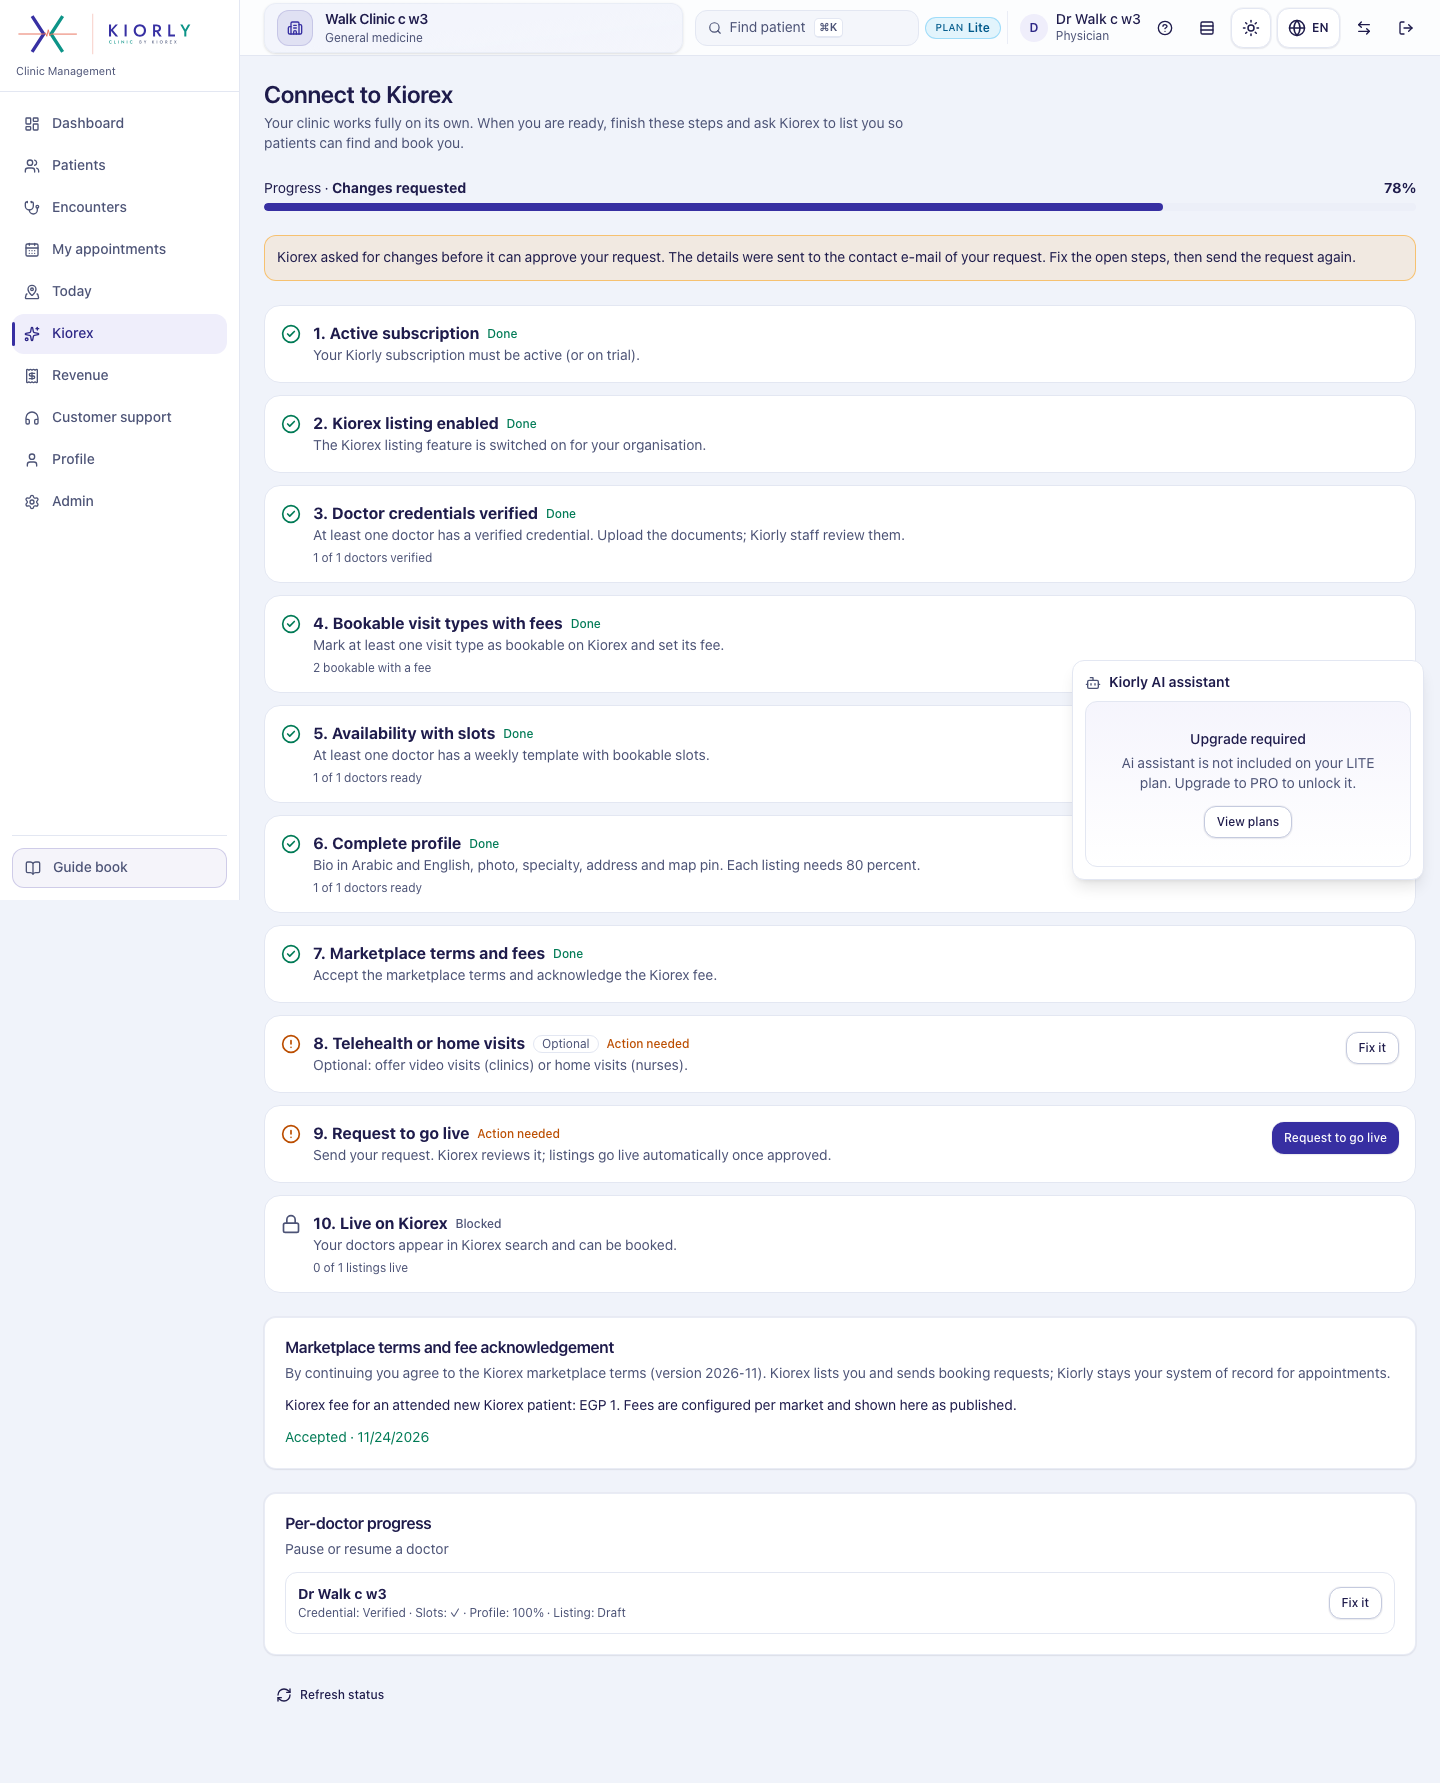 KIORLY
CLINIC BY KIOREX
Clinic Management
Dashboard
Patients
Encounters
My appointments
Today
Kiorex
Revenue
Customer support
Profile
Admin
Guide book
Walk Clinic c w3
General medicine
Find patient ⌘K
PLAN Lite
D
Dr Walk c w3
Physician
EN
Connect to Kiorex
Your clinic works fully on its own. When you are ready, finish these steps and ask Kiorex to list you so
patients can find and book you.
Progress · Changes requested
78%
Kiorex asked for changes before it can approve your request. The details were sent to the contact e-mail of your request. Fix the open steps, then send the request again.
1. Active subscription Done
Your Kiorly subscription must be active (or on trial).
2. Kiorex listing enabled Done
The Kiorex listing feature is switched on for your organisation.
3. Doctor credentials verified Done
At least one doctor has a verified credential. Upload the documents; Kiorly staff review them.
1 of 1 doctors verified
4. Bookable visit types with fees Done
Mark at least one visit type as bookable on Kiorex and set its fee.
2 bookable with a fee
5. Availability with slots Done
At least one doctor has a weekly template with bookable slots.
1 of 1 doctors ready
6. Complete profile Done
Bio in Arabic and English, photo, specialty, address and map pin. Each listing needs 80 percent.
1 of 1 doctors ready
Kiorly AI assistant
Upgrade required
Ai assistant is not included on your LITE
plan. Upgrade to PRO to unlock it.
View plans
7. Marketplace terms and fees Done
Accept the marketplace terms and acknowledge the Kiorex fee.
8. Telehealth or home visits Optional Action needed
Optional: offer video visits (clinics) or home visits (nurses).
Fix it
9. Request to go live Action needed
Send your request. Kiorex reviews it; listings go live automatically once approved.
Request to go live
10. Live on Kiorex Blocked
Your doctors appear in Kiorex search and can be booked.
0 of 1 listings live
Marketplace terms and fee acknowledgement
By continuing you agree to the Kiorex marketplace terms (version 2026-11). Kiorex lists you and sends booking requests; Kiorly stays your system of record for appointments.
Kiorex fee for an attended new Kiorex patient: EGP 1. Fees are configured per market and shown here as published.
Accepted · 11/24/2026
Per-doctor progress
Pause or resume a doctor
Dr Walk c w3
Credential: Verified · Slots: ✓ · Profile: 100% · Listing: Draft
Fix it
Refresh status